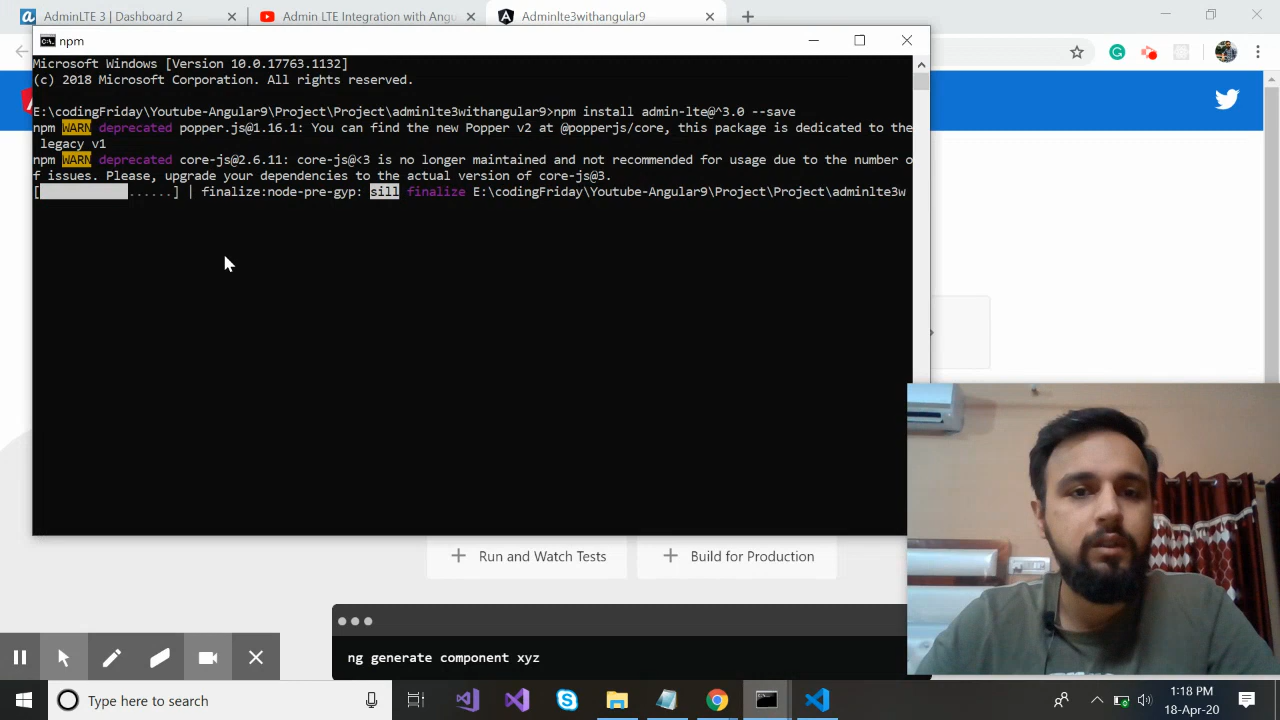 AdminLTE 3 | Dashboard 2
Admin LTE Integration with Angu
Adminlte3withangular9
npm
Microsoft Windows [Version 10.0.17763.1132]
(c) 2018 Microsoft Corporation. All rights reserved.
E:\codingFriday\Youtube-Angular9\Project\Project\adminlte3withangular9>npm install admin-lte@^3.0 --save
npm WARN deprecated popper.js@1.16.1: You can find the new Popper v2 at @popperjs/core, this package is dedicated to the
legacy v1
npm WARN deprecated core-js@2.6.11: core-js@<3 is no longer maintained and not recommended for usage due to the number o
f issues. Please, upgrade your dependencies to the actual version of core-js@3.
[ ......] | finalize:node-pre-gyp: sill finalize E:\codingFriday\Youtube-Angular9\Project\Project\adminlte3w
Run and Watch Tests
Build for Production
ng generate component xyz
Type here to search
1:18 PM
18-Apr-20